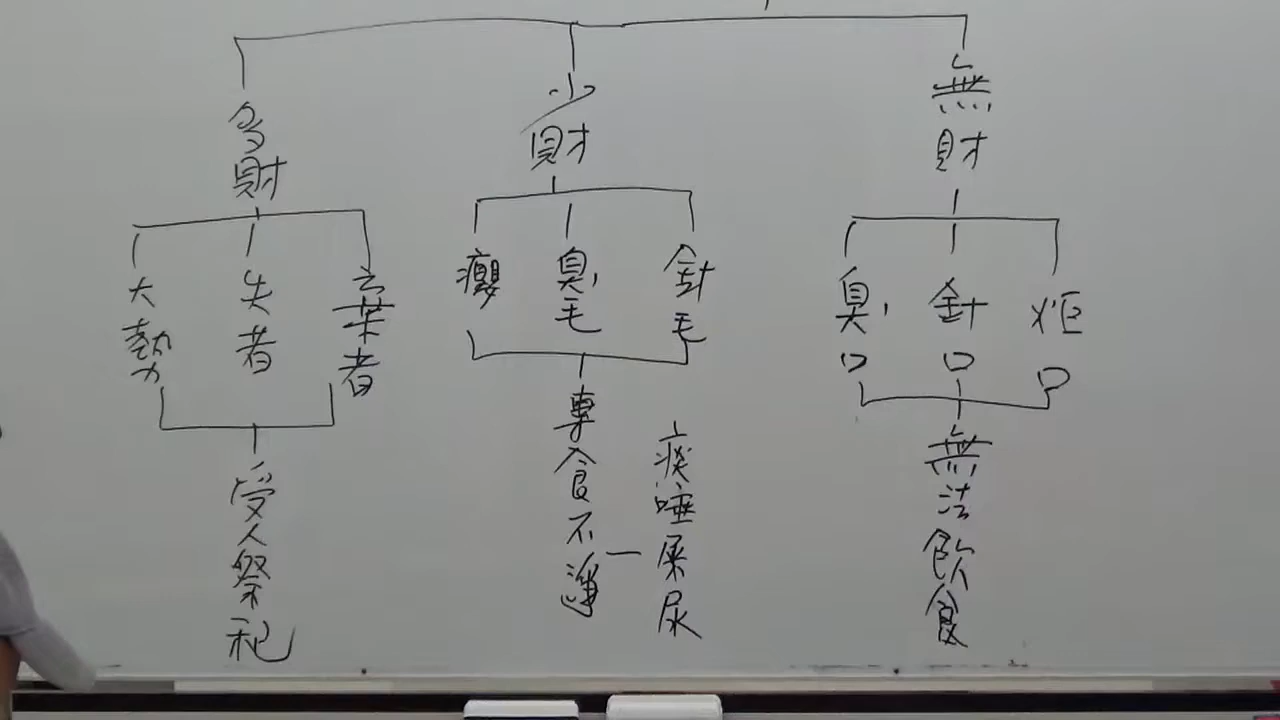 無財
炬口
針口
臭口
無法飲食
少財
針毛
臭毛
癭
專食不淨—痰唾屎尿
多財
棄者
失者
大勢
受人祭祀